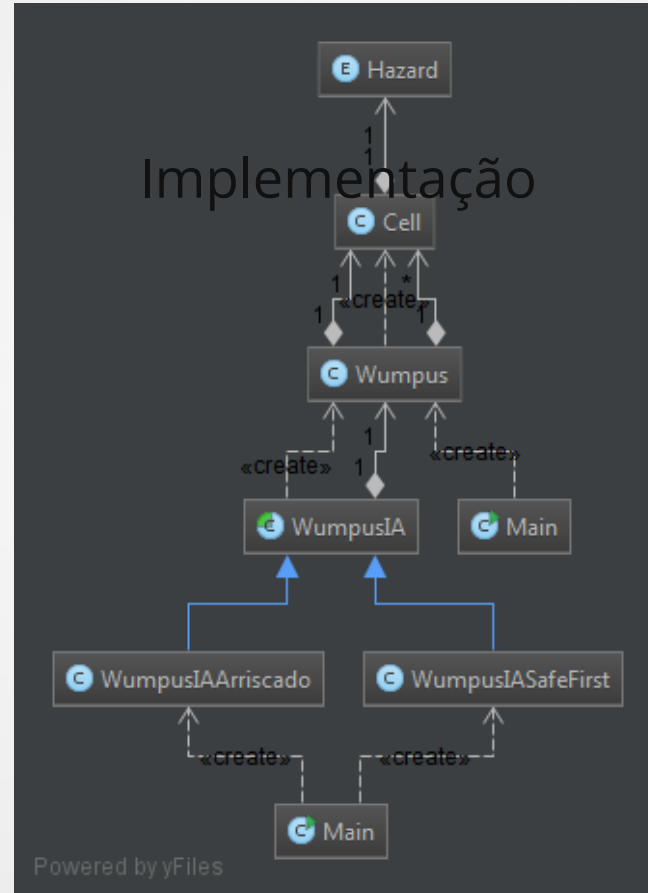 E Hazard
1
1
Implementação
C Cell
1 «create» *
1 1
C Wumpus
1
«create» 1 «create»
C WumpusIA C Main
C WumpusIAArriscado C WumpusIASafeFirst
«create» «create»
C Main
Powered by yFiles